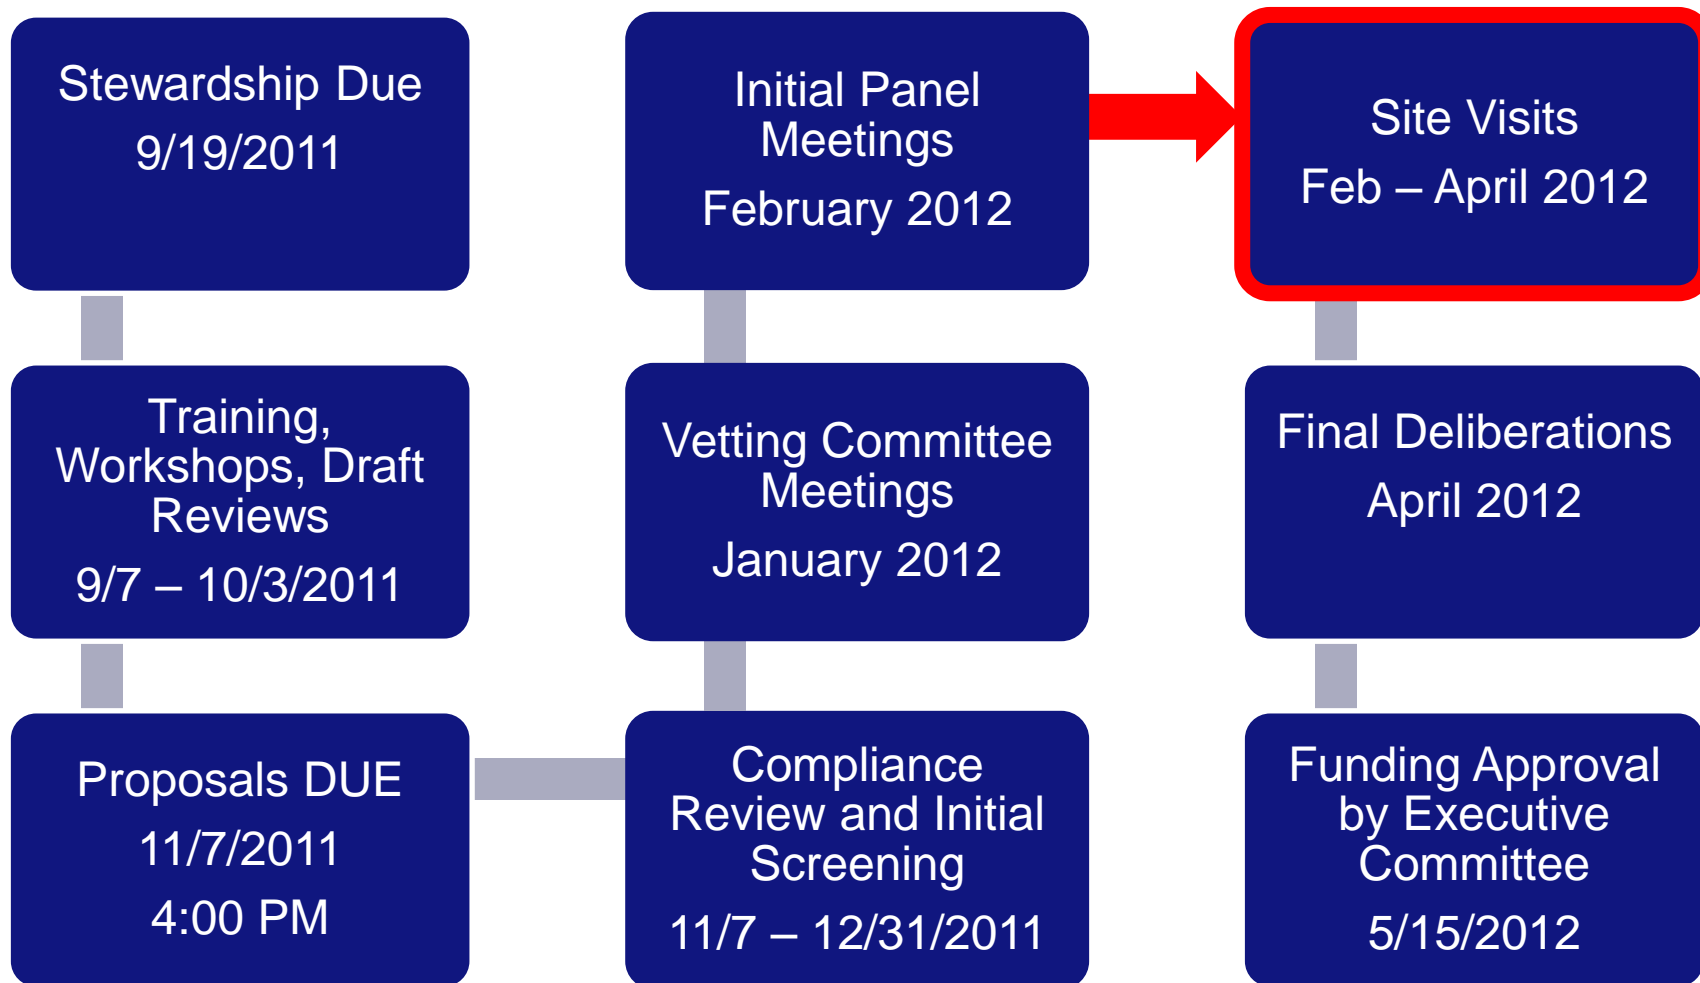 Stewardship Due
9/19/2011
Training,
Workshops, Draft
Reviews
9/7 – 10/3/2011
Proposals DUE
11/7/2011
4:00 PM
Compliance
Review and Initial
Screening
11/7 – 12/31/2011
Vetting Committee
Meetings
January 2012
Initial Panel
Meetings
February 2012
Site Visits
Feb – April 2012
Final Deliberations
April 2012
Funding Approval
by Executive
Committee
5/15/2012